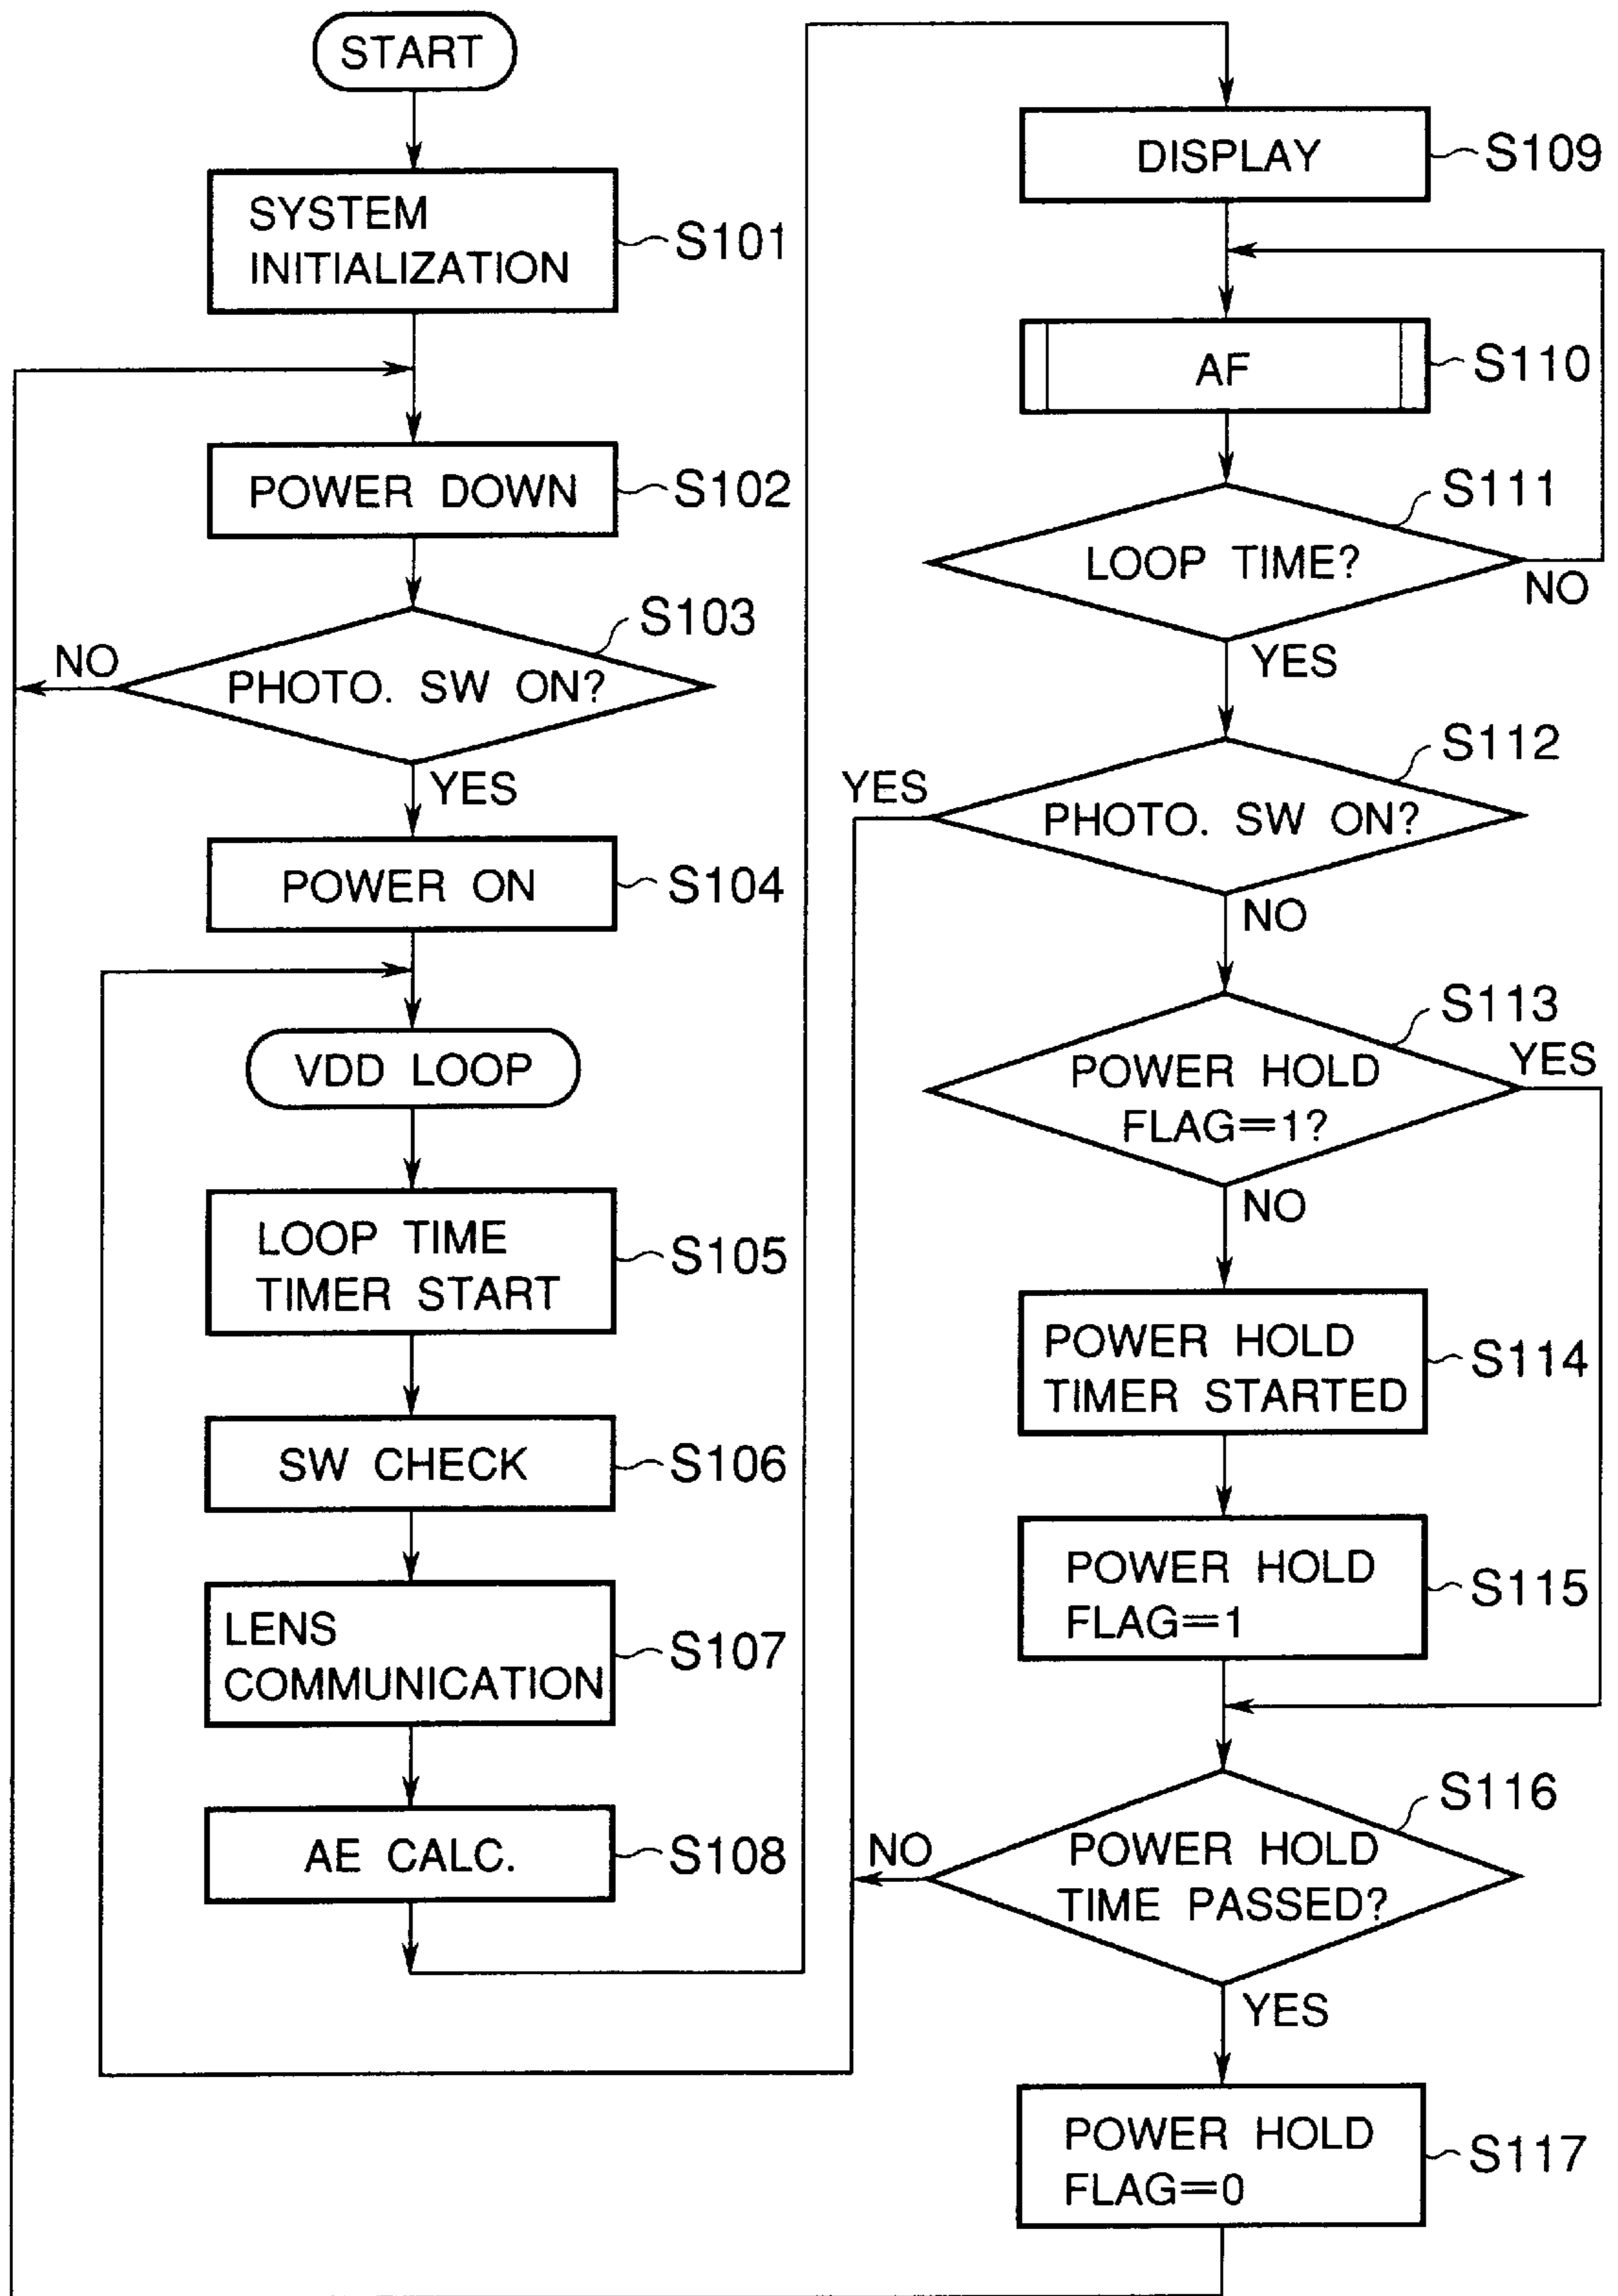 START
SYSTEM
INITIALIZATION
S101
POWER DOWN
S102
S103
NO
PHOTO. SW ON?
YES
POWER ON
S104
VDD LOOP
LOOP TIME
TIMER START
S105
SW CHECK
S106
LENS
COMMUNICATION
S107
AE CALC.
S108
DISPLAY
S109
AF
S110
S111
LOOP TIME?
NO
YES
S112
YES
PHOTO. SW ON?
NO
S113
YES
POWER HOLD
FLAG=1?
NO
POWER HOLD
TIMER STARTED
S114
POWER HOLD
FLAG=1
S115
S116
NO
POWER HOLD
TIME PASSED?
YES
POWER HOLD
FLAG=0
S117